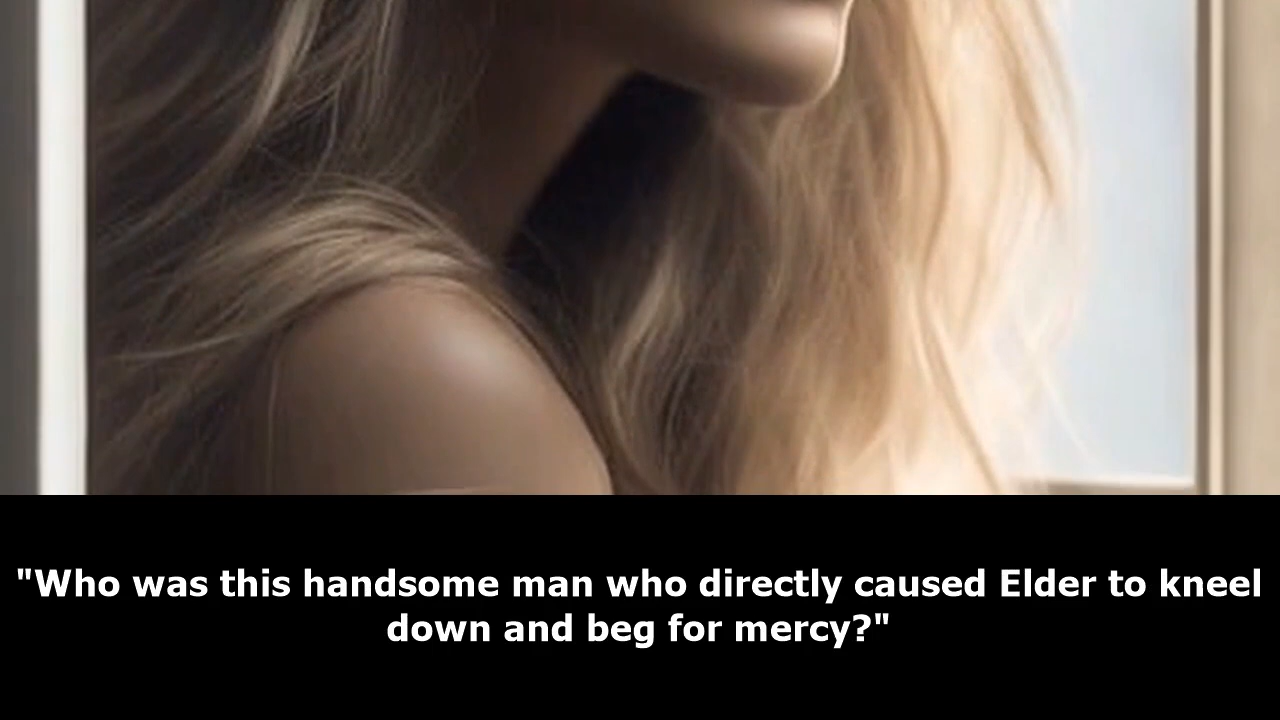 "Who was this handsome man who directly caused Elder to kneel
down and beg for mercy?"